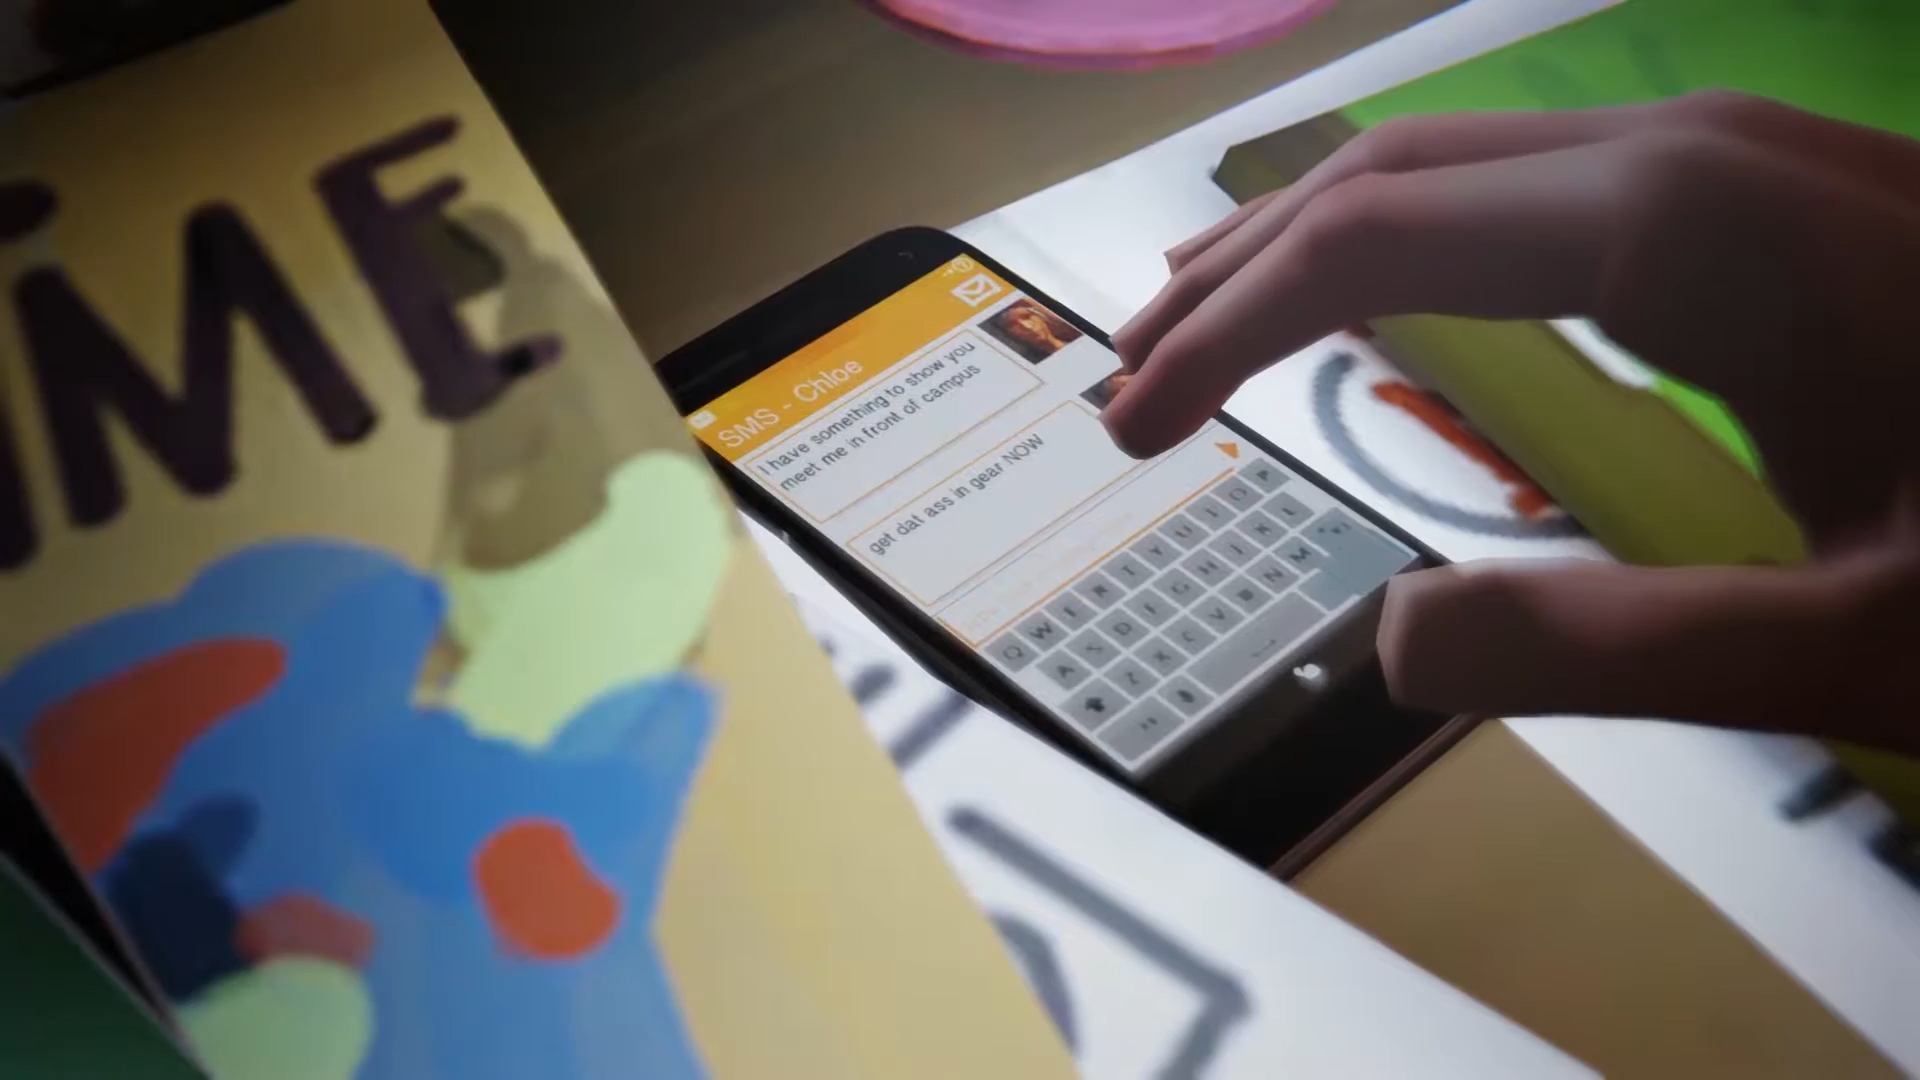 IME
SMS - Chloe
I have something to show you
meet me in front of campus
get dat ass in gear NOW
Q W E R T Y U I O P
A S D F G H J K L
Z X C V B N M